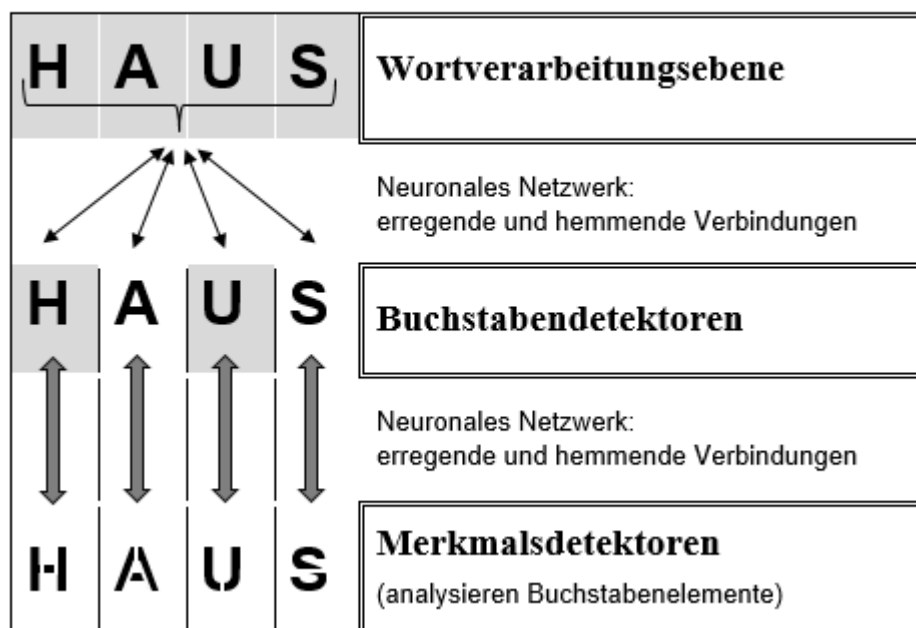 H A U S
Wortverarbeitungsebene
Neuronales Netzwerk:
erregende und hemmende Verbindungen
H A U S
Buchstabendetektoren
Neuronales Netzwerk:
erregende und hemmende Verbindungen
H A U S
Merkmalsdetektoren
(analysieren Buchstabenelemente)